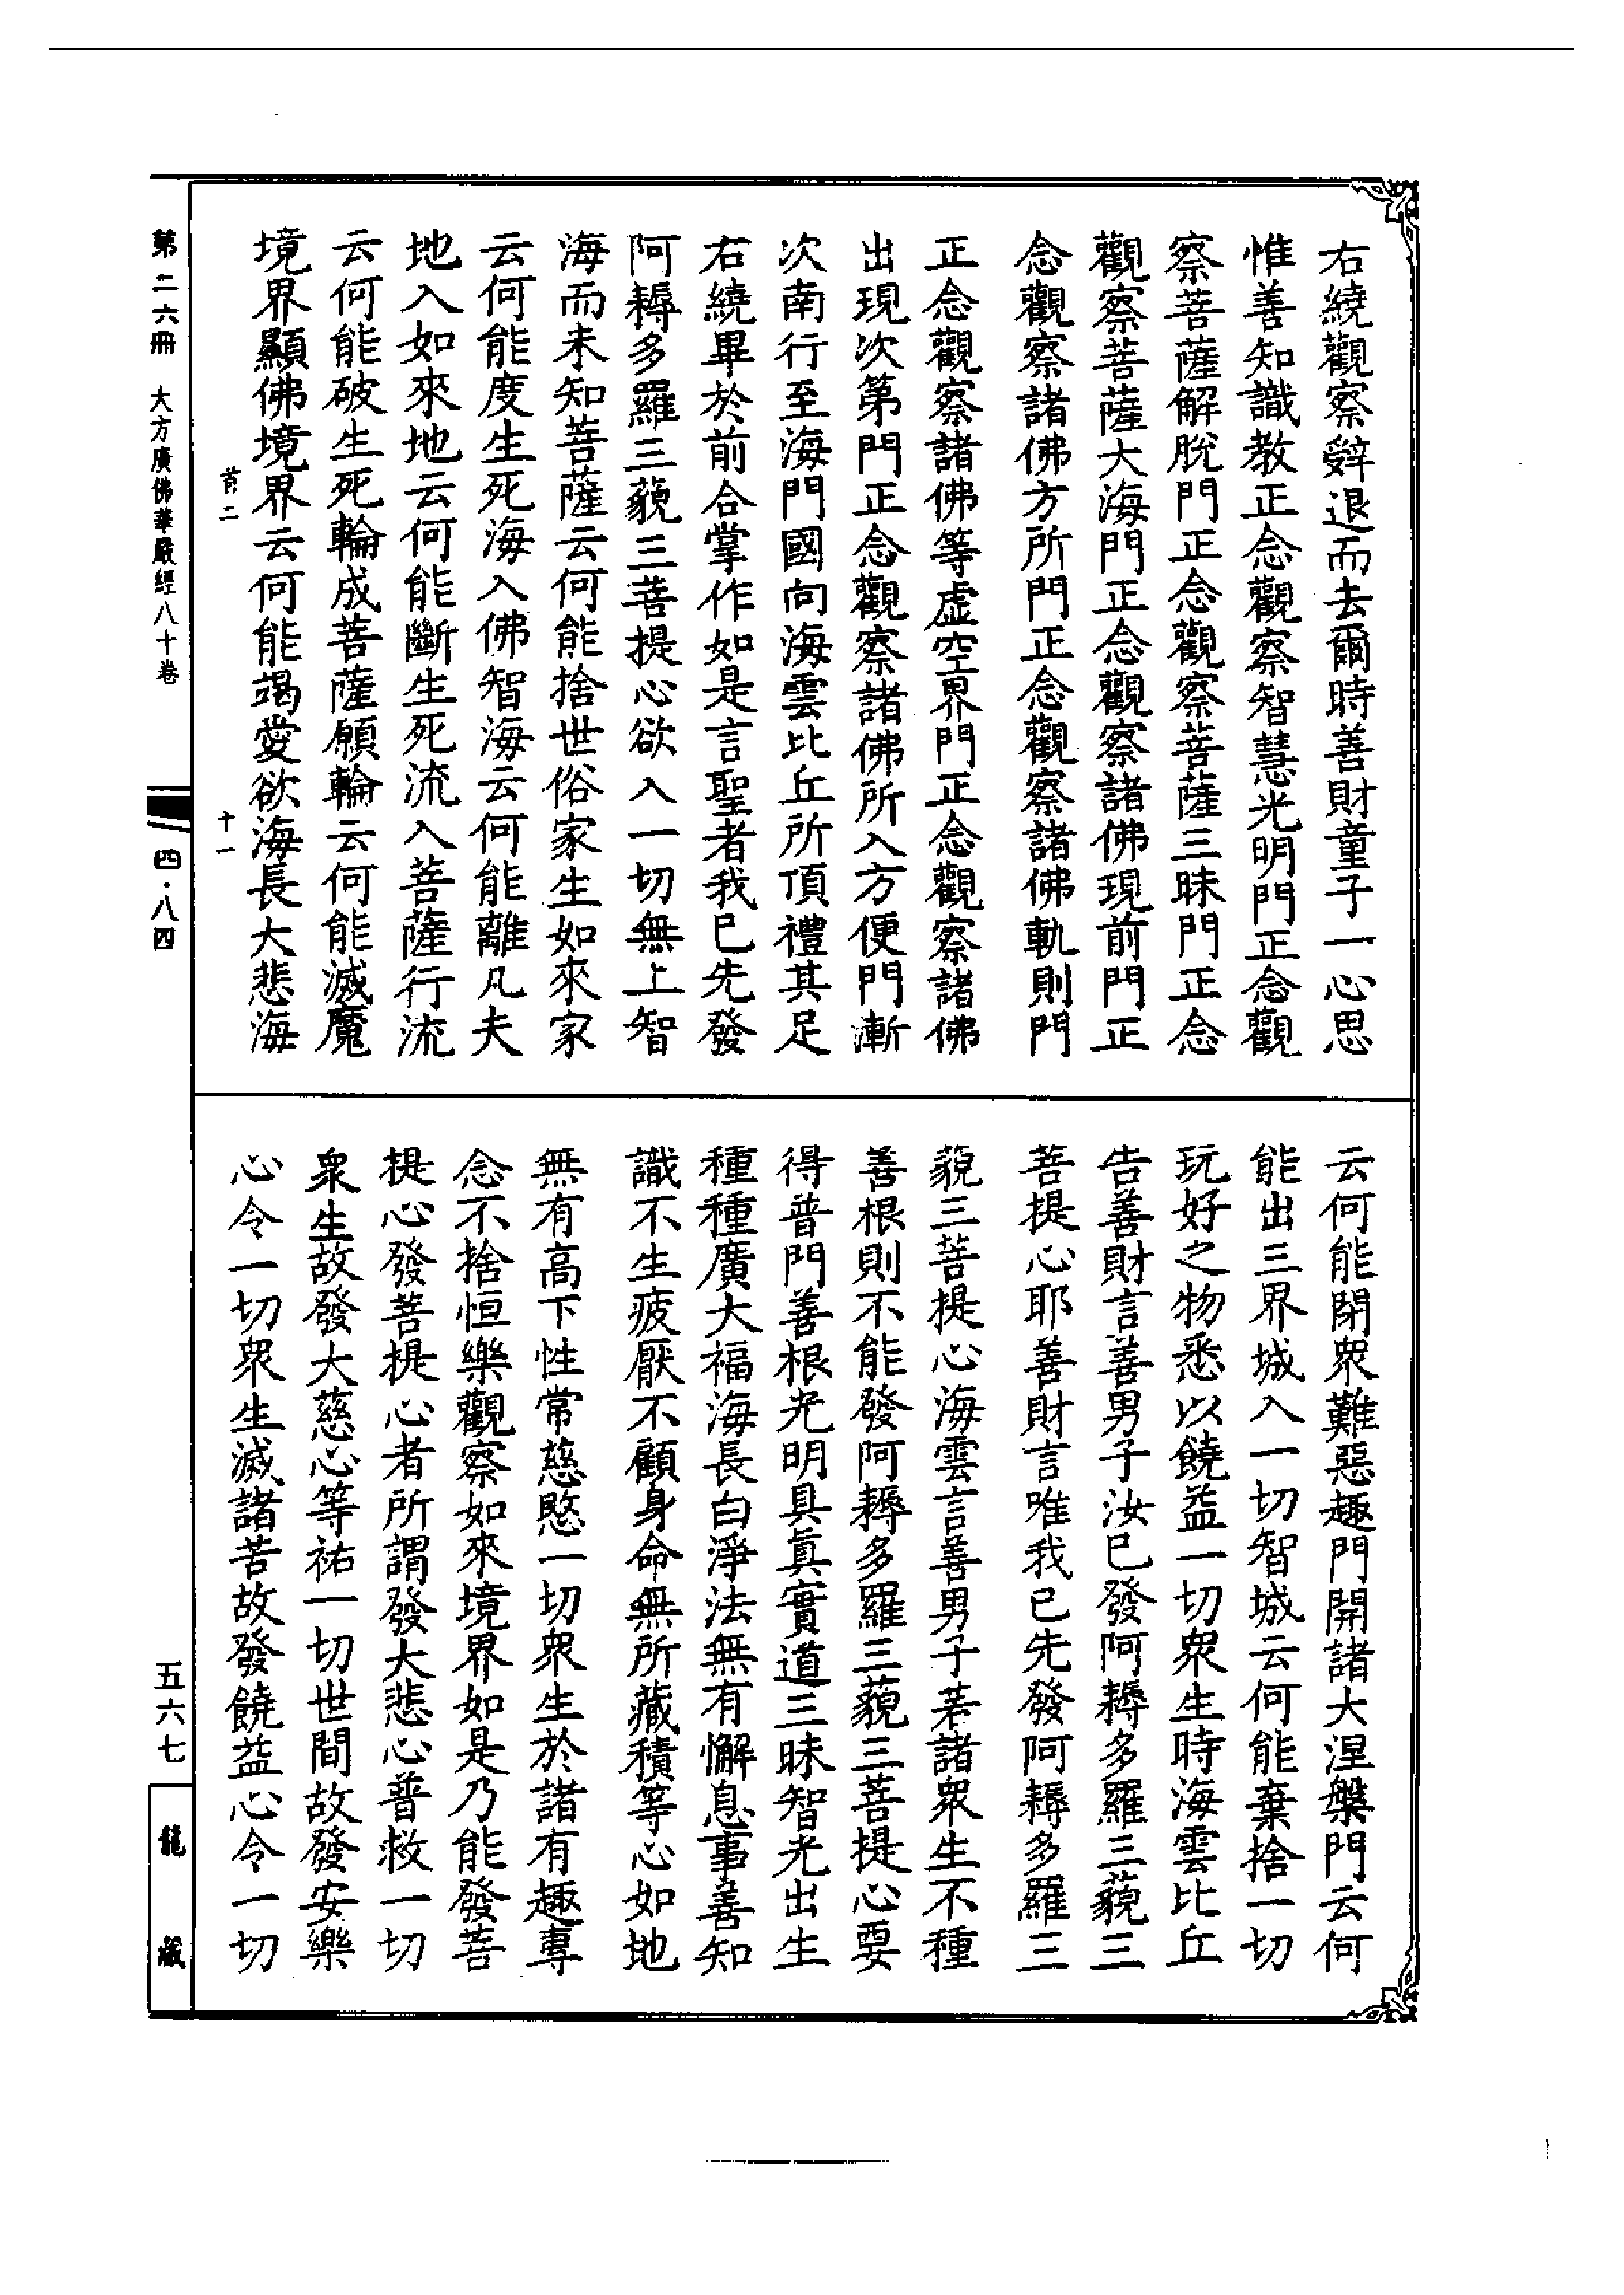 右繞觀察辭退而去爾時善財童子一心思
惟善知識教正念觀察智慧光明門正念觀
察菩薩解脫門正念觀察菩薩三昧門正念
觀察菩薩大海門正念觀察諸佛現前門正
念觀察諸佛方所門正念觀察諸佛軌則門
正念觀察諸佛等虛空界門正念觀察諸佛
出現次第門正念觀察諸佛所入方便門漸
次南行至海門國向海雲比丘所頂禮其足
右繞畢於前合掌作如是言聖者我已先發
阿耨多羅三藐三菩提心欲入一切無上智
海而未知菩薩云何能捨世俗家生如來家
云何能度生死海入佛智海云何能離凡夫
地入如來地云何能斷生死流入菩薩行流
云何能破生死輪成菩薩願輪云何能滅魔
境界顯佛境界云何能竭愛欲海長大悲海
云何能閉眾難惡趣門開諸大涅槃門云何
能出三界城入一切智城云何能棄捨一切
玩好之物悉以饒益一切眾生時海雲比丘
告善財言善男子汝已發阿耨多羅三藐三
菩提心耶善財言唯我已先發阿耨多羅三
藐三菩提心海雲言善男子若諸眾生不種
善根則不能發阿耨多羅三藐三菩提心要
得普門善根光明具真實道三昧智光出生
種種廣大福海長白淨法無有懈息事善知
識不生疲厭不顧身命無所藏積等心如地
無有高下性常慈愍一切眾生於諸有趣專
念不捨恒樂觀察如來境界如是乃能發菩
提心發菩提心者所謂發大悲心普救一切
眾生故發大慈心等祐一切世間故發安樂
心令一切眾生滅諸苦故發饒益心令一切
首二
十一
第二六冊 大方廣佛華嚴經八十卷
四·八四
五六七
龍藏